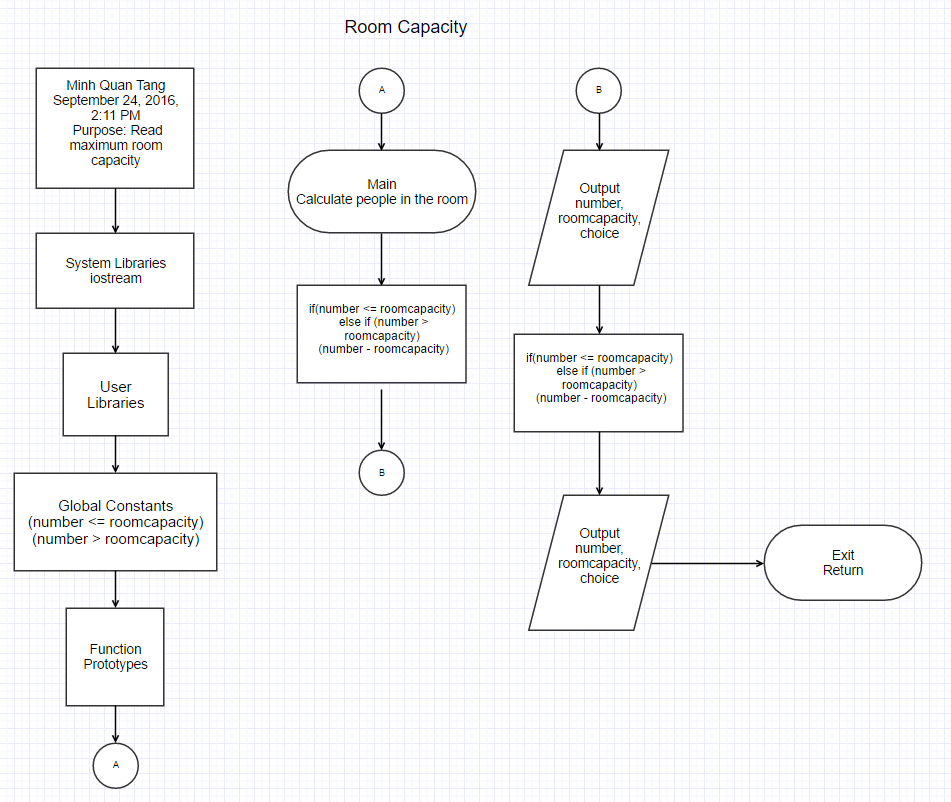 Room Capacity
Minh Quan Tang
September 24, 2016,
2:11 PM
Purpose: Read
maximum room
capacity
System Libraries
iostream
User
Libraries
Global Constants
(number <= roomcapacity)
(number > roomcapacity)
Function
Prototypes
A
A
Main
Calculate people in the room
if(number <= roomcapacity)
else if (number >
roomcapacity)
(number - roomcapacity)
B
B
Output
number,
roomcapacity,
choice
if(number <= roomcapacity)
else if (number >
roomcapacity)
(number - roomcapacity)
Output
number,
roomcapacity,
choice
Exit
Return